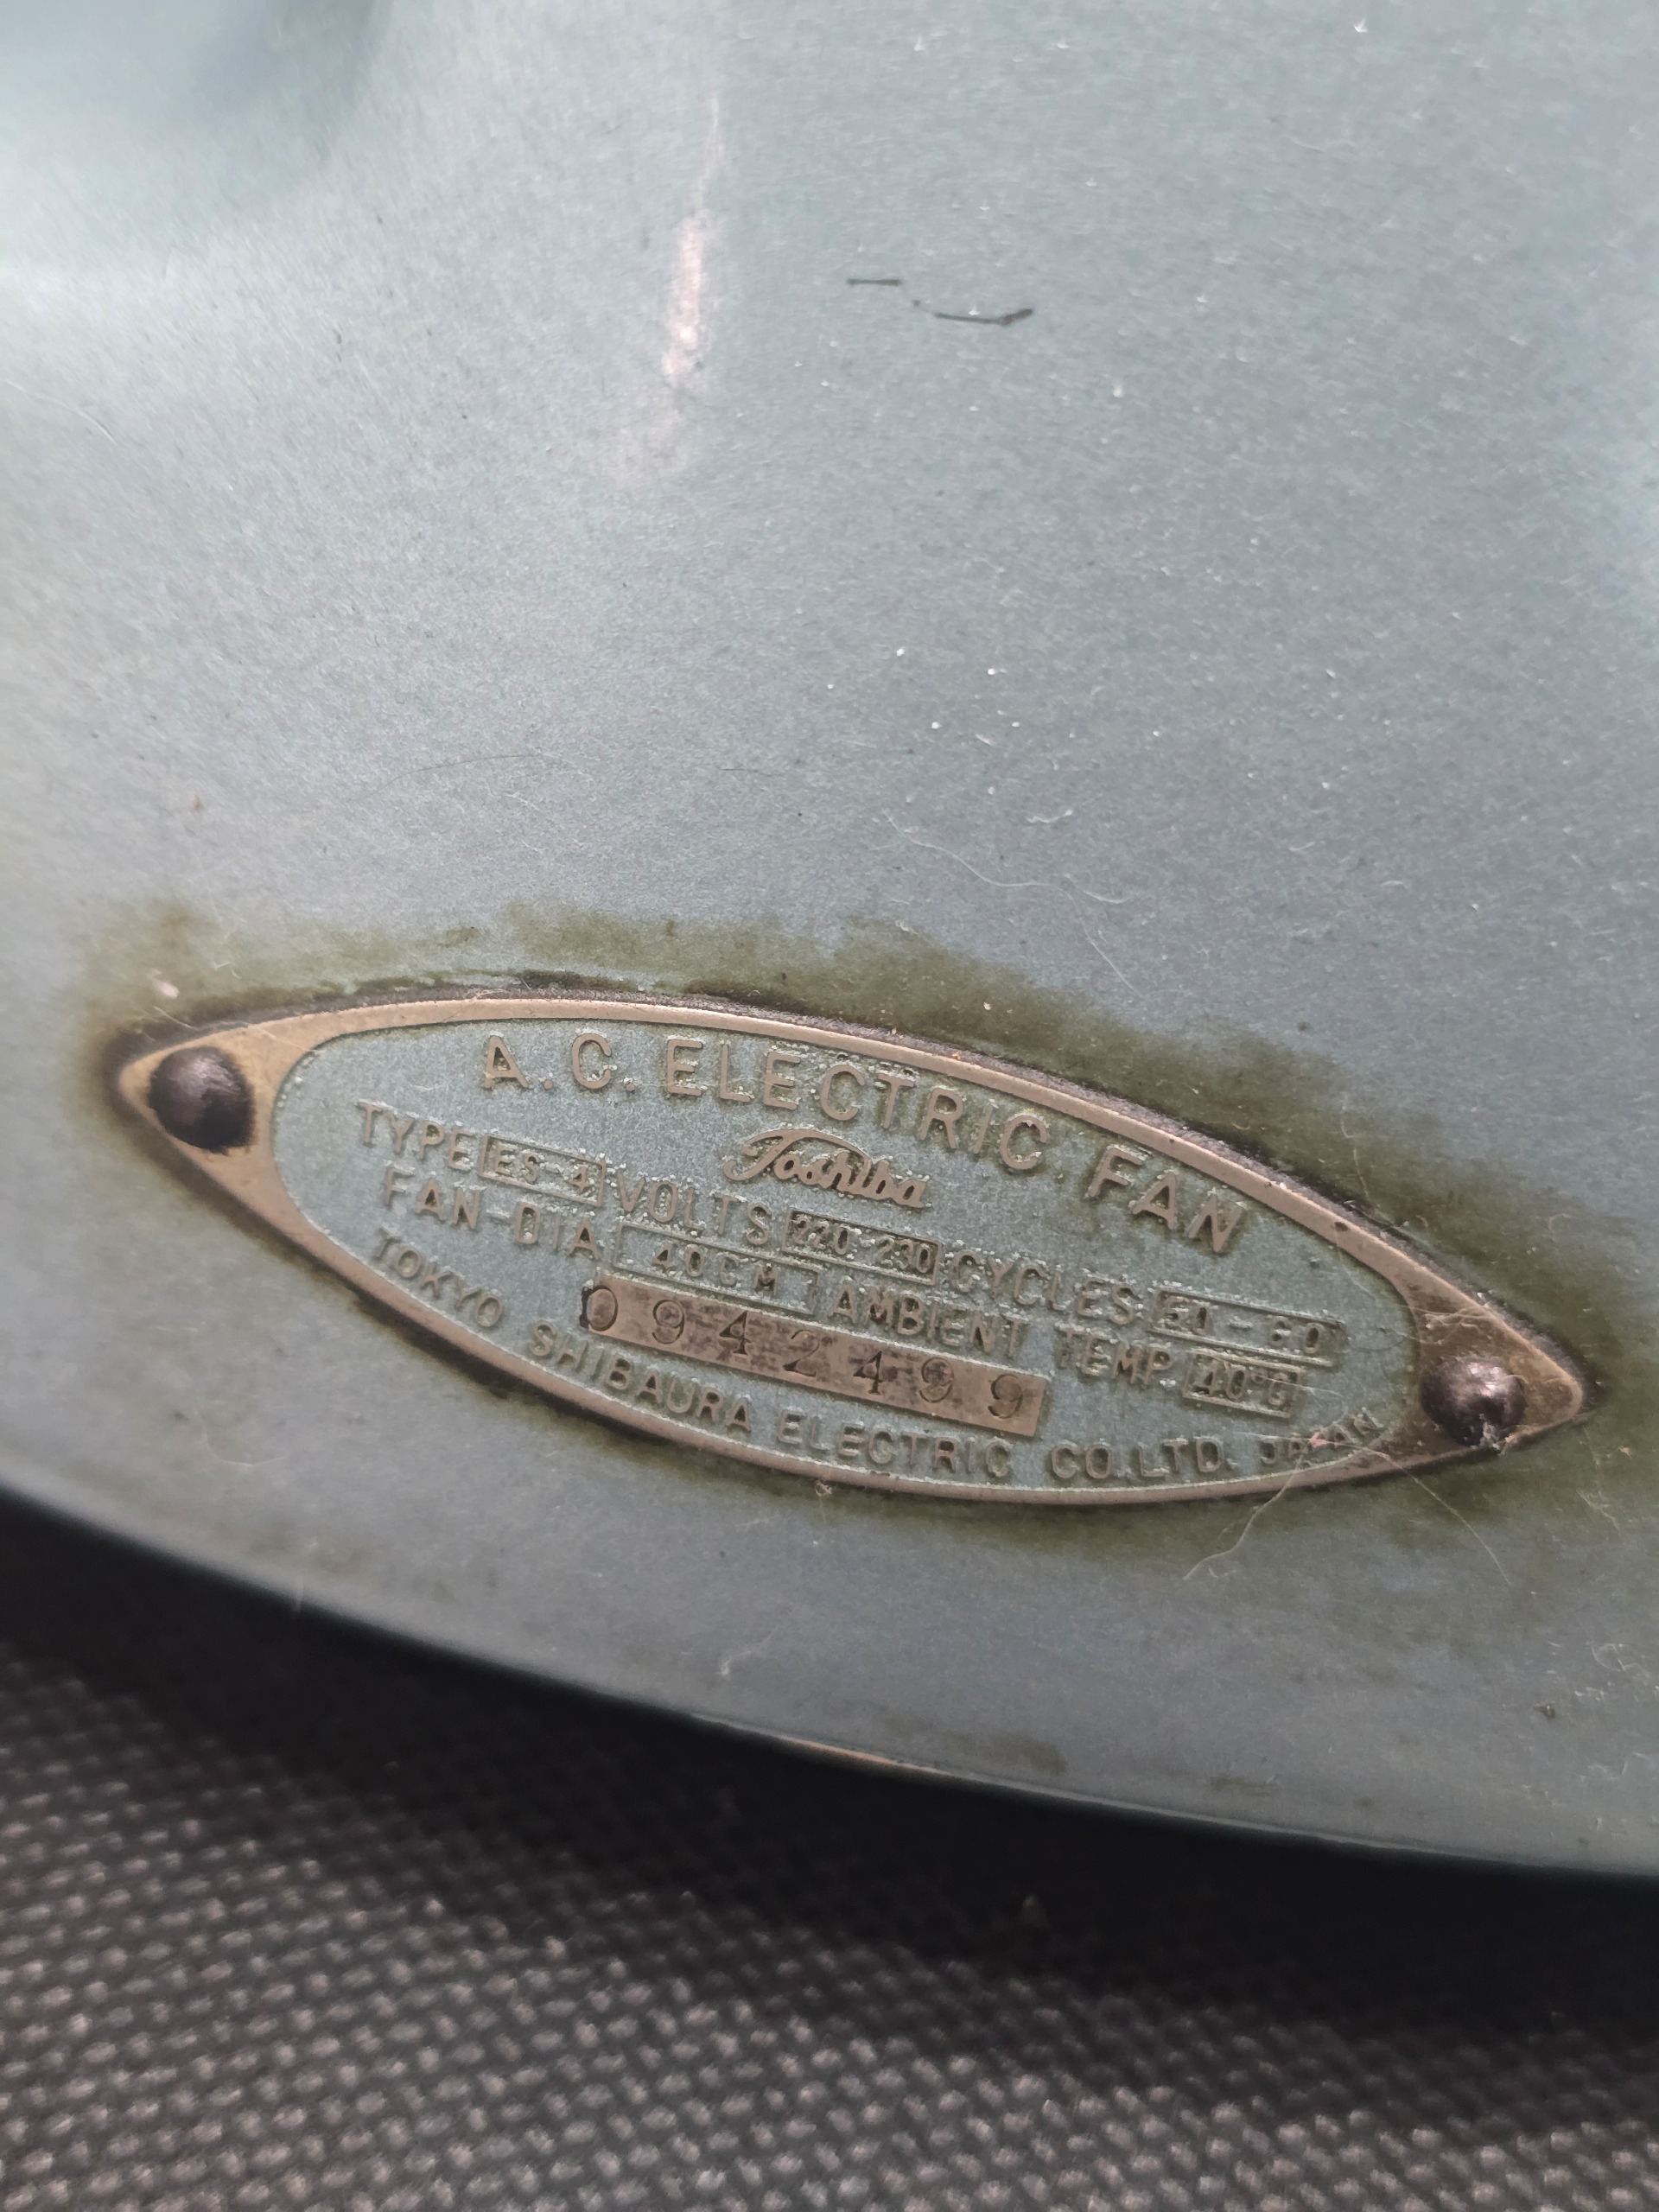 A.C. ELECTRIC FAN
Toshiba
TYPE ES-4 VOLTS 220-230 CYCLES 50-60
FAN-DIA 40CM AMBIENT TEMP. 40°C
0942499
TOKYO SHIBAURA ELECTRIC CO.LTD. JAPAN